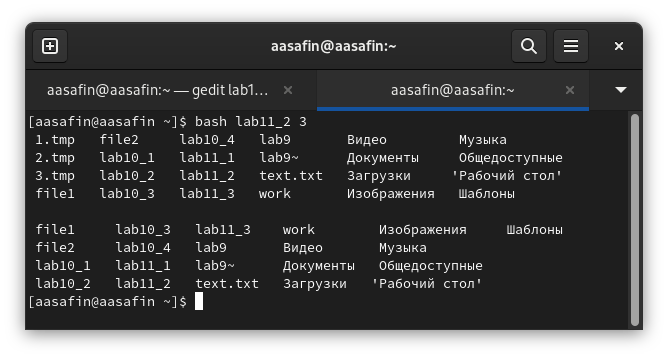 aasafin@aasafin:~
aasafin@aasafin:~ — gedit lab1… aasafin@aasafin:~
[aasafin@aasafin ~]$ bash lab11_2 3
1.tmp file2 lab10_4 lab9 Видео Музыка
2.tmp lab10_1 lab11_1 lab9~ Документы Общедоступные
3.tmp lab10_2 lab11_2 text.txt Загрузки 'Рабочий стол'
file1 lab10_3 lab11_3 work Изображения Шаблоны
file1 lab10_3 lab11_3 work Изображения Шаблоны
file2 lab10_4 lab9 Видео Музыка
lab10_1 lab11_1 lab9~ Документы Общедоступные
lab10_2 lab11_2 text.txt Загрузки 'Рабочий стол'
[aasafin@aasafin ~]$